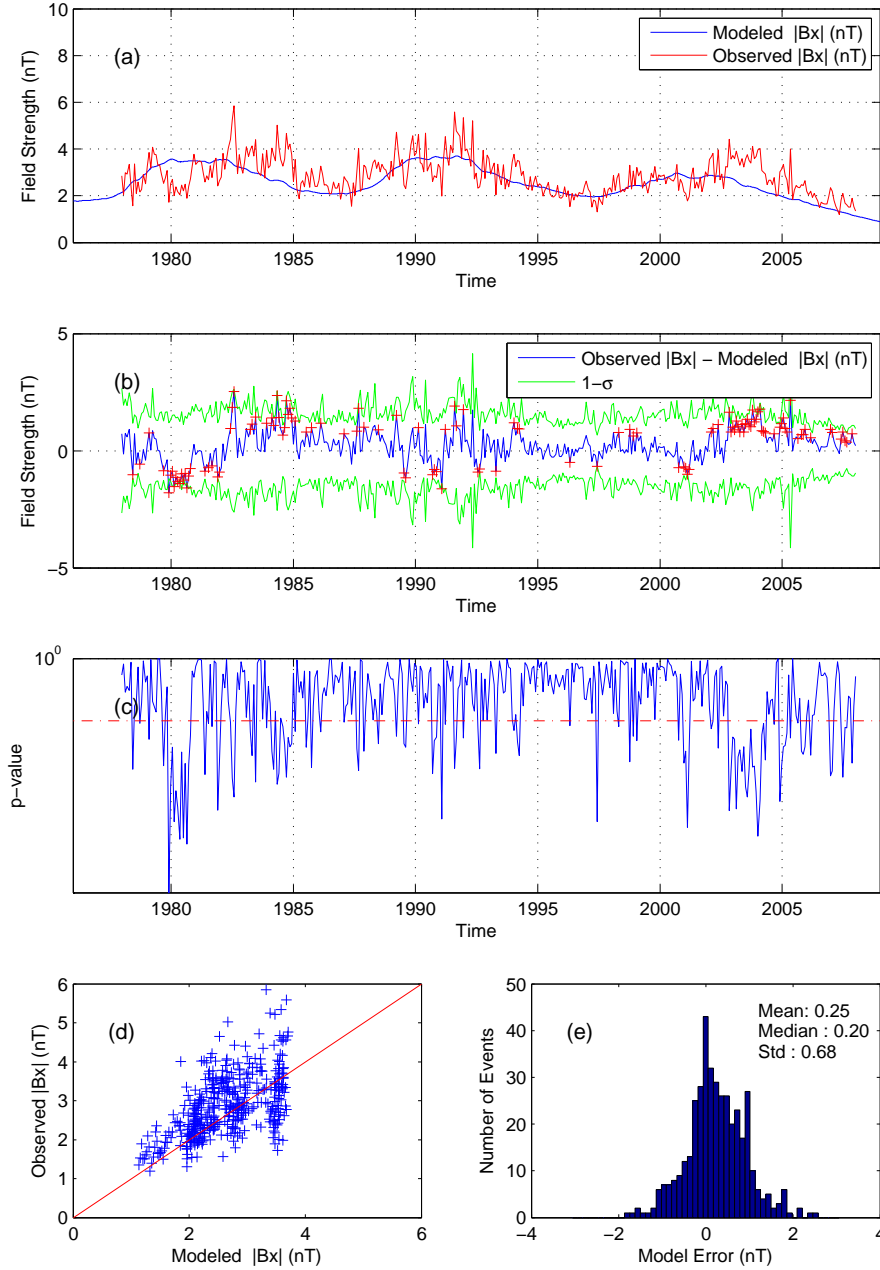 10
8
6
4
2
0
Field Strength (nT)
(a)
Modeled |Bx| (nT)
Observed |Bx| (nT)
1980 1985 1990 1995 2000 2005
Time
5
0
−5
Field Strength (nT)
(b)
Observed |Bx| − Modeled |Bx| (nT)
1−σ
1980 1985 1990 1995 2000 2005
Time
10^0
p−value
(c)
1980 1985 1990 1995 2000 2005
Time
6
5
4
3
2
1
0
Observed |Bx| (nT)
(d)
0 2 4 6
Modeled |Bx| (nT)
50
40
30
20
10
0
Number of Events
(e)
Mean: 0.25
Median : 0.20
Std : 0.68
−4 −2 0 2 4
Model Error (nT)